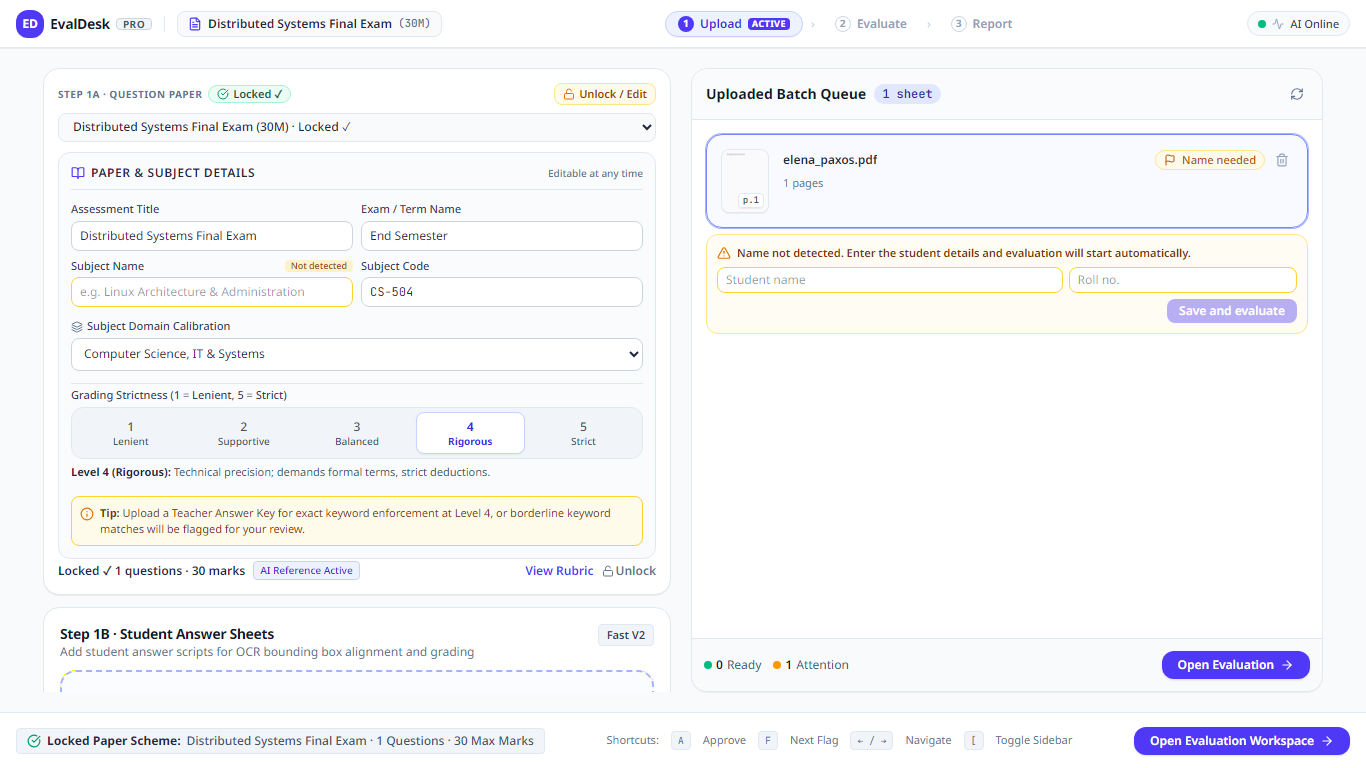 ED EvalDesk PRO Distributed Systems Final Exam (30M) 1 Upload ACTIVE › 2 Evaluate › 3 Report AI Online
STEP 1A · QUESTION PAPER Locked ✓ Unlock / Edit
Distributed Systems Final Exam (30M) · Locked ✓
PAPER & SUBJECT DETAILS Editable at any time
Assessment Title Exam / Term Name
Distributed Systems Final Exam End Semester
Subject Name Not detected Subject Code
e.g. Linux Architecture & Administration CS-504
Subject Domain Calibration
Computer Science, IT & Systems
Grading Strictness (1 = Lenient, 5 = Strict)
1 2 3 4 5
Lenient Supportive Balanced Rigorous Strict
Level 4 (Rigorous): Technical precision; demands formal terms, strict deductions.
Tip: Upload a Teacher Answer Key for exact keyword enforcement at Level 4, or borderline keyword
matches will be flagged for your review.
Locked ✓ 1 questions · 30 marks AI Reference Active View Rubric Unlock
Step 1B · Student Answer Sheets Fast V2
Add student answer scripts for OCR bounding box alignment and grading
Uploaded Batch Queue 1 sheet
elena_paxos.pdf Name needed
1 pages
p.1
Name not detected. Enter the student details and evaluation will start automatically.
Student name Roll no.
Save and evaluate
0 Ready 1 Attention Open Evaluation →
Locked Paper Scheme: Distributed Systems Final Exam · 1 Questions · 30 Max Marks Shortcuts: A Approve F Next Flag ← / → Navigate [ Toggle Sidebar Open Evaluation Workspace →